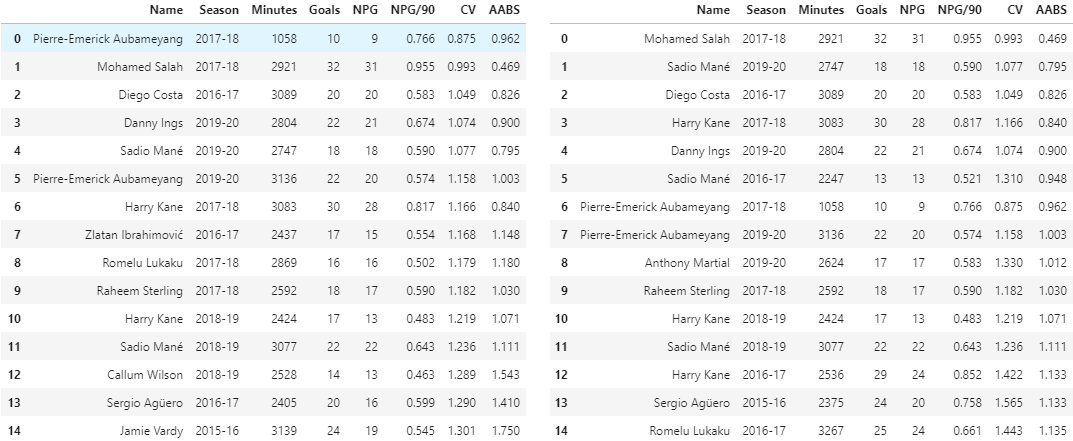 Name Season Minutes Goals NPG NPG/90 CV AABS
0 Pierre-Emerick Aubameyang 2017-18 1058 10 9 0.766 0.875 0.962
1 Mohamed Salah 2017-18 2921 32 31 0.955 0.993 0.469
2 Diego Costa 2016-17 3089 20 20 0.583 1.049 0.826
3 Danny Ings 2019-20 2804 22 21 0.674 1.074 0.900
4 Sadio Mané 2019-20 2747 18 18 0.590 1.077 0.795
5 Pierre-Emerick Aubameyang 2019-20 3136 22 20 0.574 1.158 1.003
6 Harry Kane 2017-18 3083 30 28 0.817 1.166 0.840
7 Zlatan Ibrahimović 2016-17 2437 17 15 0.554 1.168 1.148
8 Romelu Lukaku 2017-18 2869 16 16 0.502 1.179 1.180
9 Raheem Sterling 2017-18 2592 18 17 0.590 1.182 1.030
10 Harry Kane 2018-19 2424 17 13 0.483 1.219 1.071
11 Sadio Mané 2018-19 3077 22 22 0.643 1.236 1.111
12 Callum Wilson 2018-19 2528 14 13 0.463 1.289 1.543
13 Sergio Agüero 2016-17 2405 20 16 0.599 1.290 1.410
14 Jamie Vardy 2015-16 3139 24 19 0.545 1.301 1.750
Name Season Minutes Goals NPG NPG/90 CV AABS
0 Mohamed Salah 2017-18 2921 32 31 0.955 0.993 0.469
1 Sadio Mané 2019-20 2747 18 18 0.590 1.077 0.795
2 Diego Costa 2016-17 3089 20 20 0.583 1.049 0.826
3 Harry Kane 2017-18 3083 30 28 0.817 1.166 0.840
4 Danny Ings 2019-20 2804 22 21 0.674 1.074 0.900
5 Sadio Mané 2016-17 2247 13 13 0.521 1.310 0.948
6 Pierre-Emerick Aubameyang 2017-18 1058 10 9 0.766 0.875 0.962
7 Pierre-Emerick Aubameyang 2019-20 3136 22 20 0.574 1.158 1.003
8 Anthony Martial 2019-20 2624 17 17 0.583 1.330 1.012
9 Raheem Sterling 2017-18 2592 18 17 0.590 1.182 1.030
10 Harry Kane 2018-19 2424 17 13 0.483 1.219 1.071
11 Sadio Mané 2018-19 3077 22 22 0.643 1.236 1.111
12 Harry Kane 2016-17 2536 29 24 0.852 1.422 1.133
13 Sergio Agüero 2015-16 2375 24 20 0.758 1.565 1.133
14 Romelu Lukaku 2016-17 3267 25 24 0.661 1.443 1.135